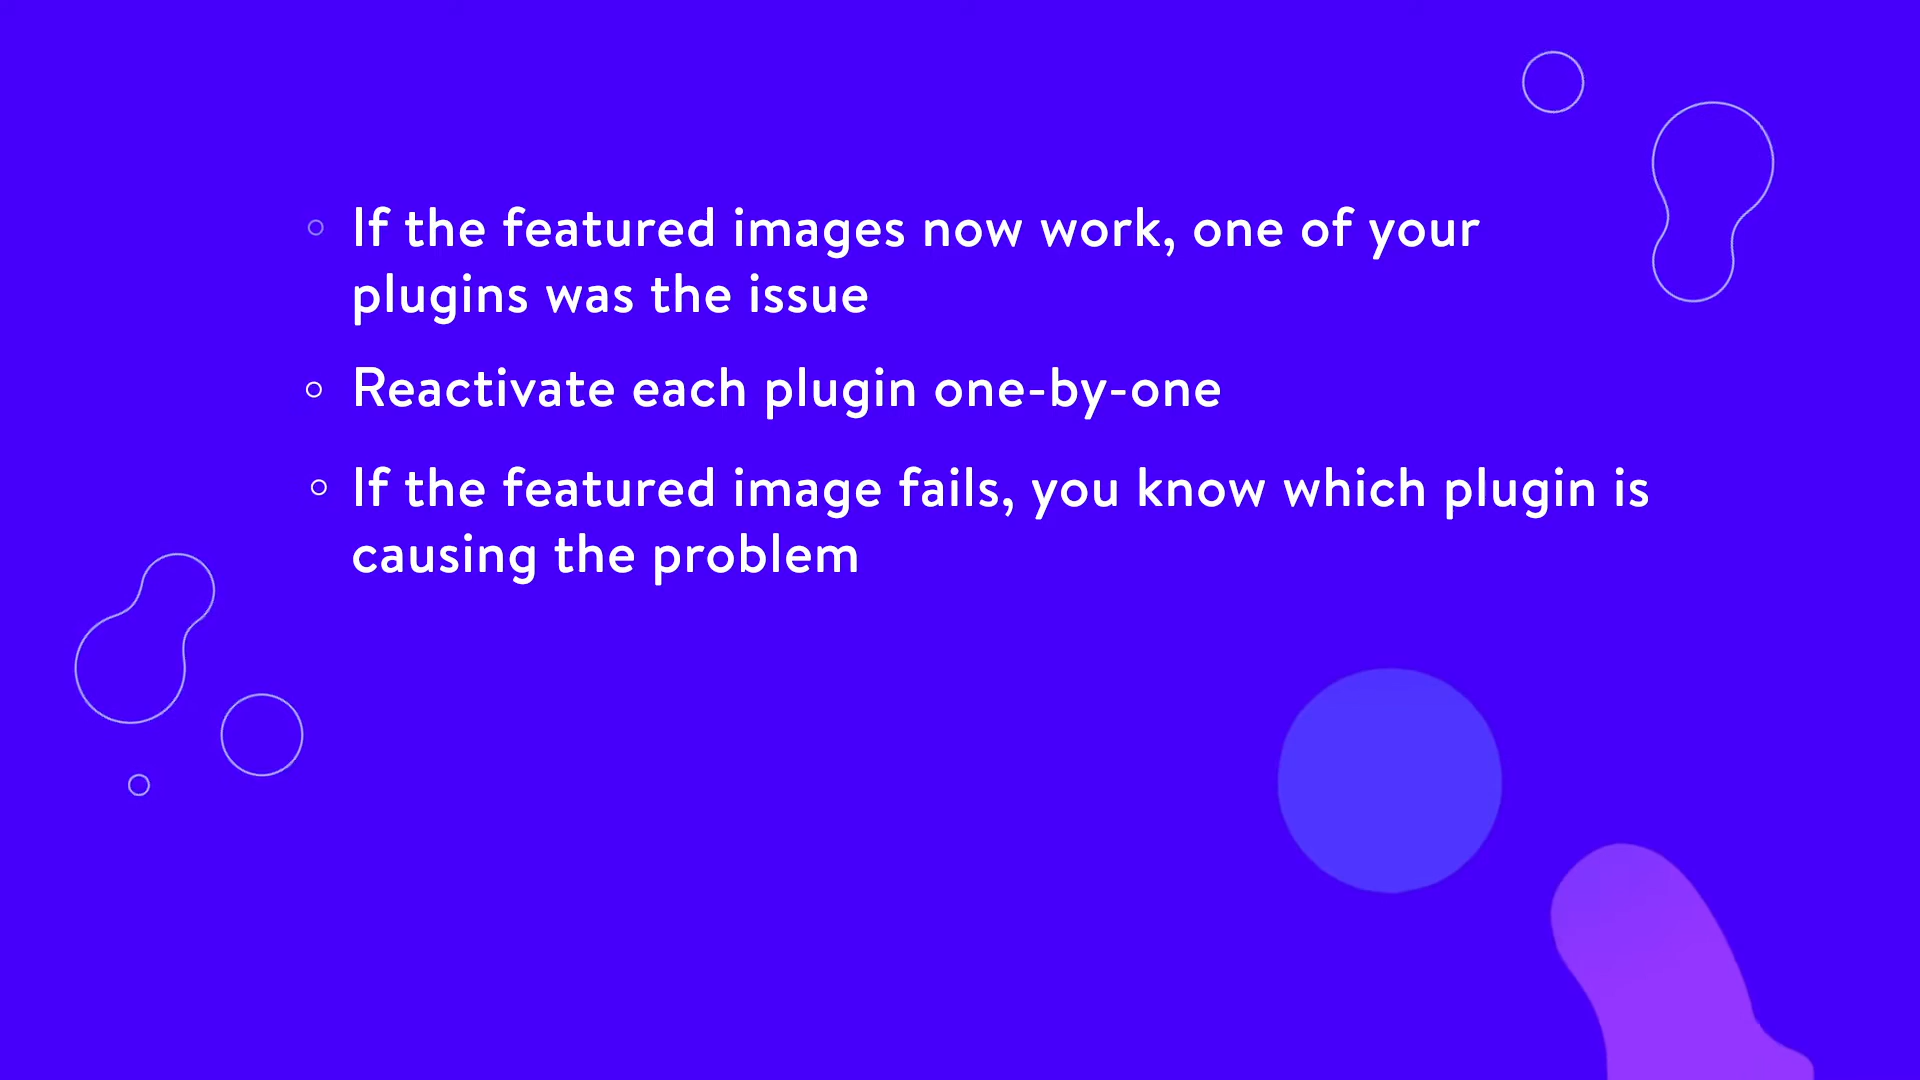 If the featured images now work, one of your
plugins was the issue
Reactivate each plugin one-by-one
If the featured image fails, you know which plugin is
causing the problem